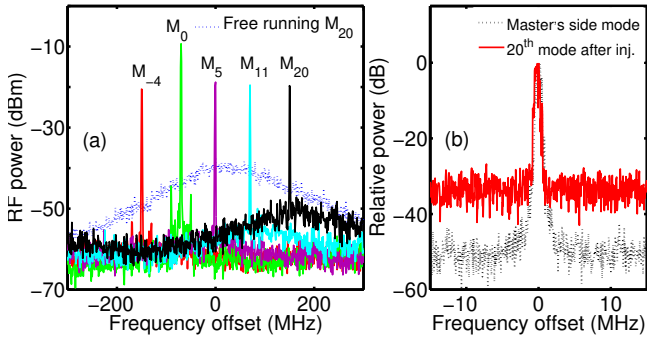 Free running M20
M0
M−4
M5
M11
M20
(a)
RF power (dBm)
−10
−30
−50
−70
−200
0
200
Frequency offset (MHz)
Master's side mode
20th mode after inj.
(b)
Relative power (dB)
0
−20
−40
−60
−10
0
10
Frequency offset (MHz)